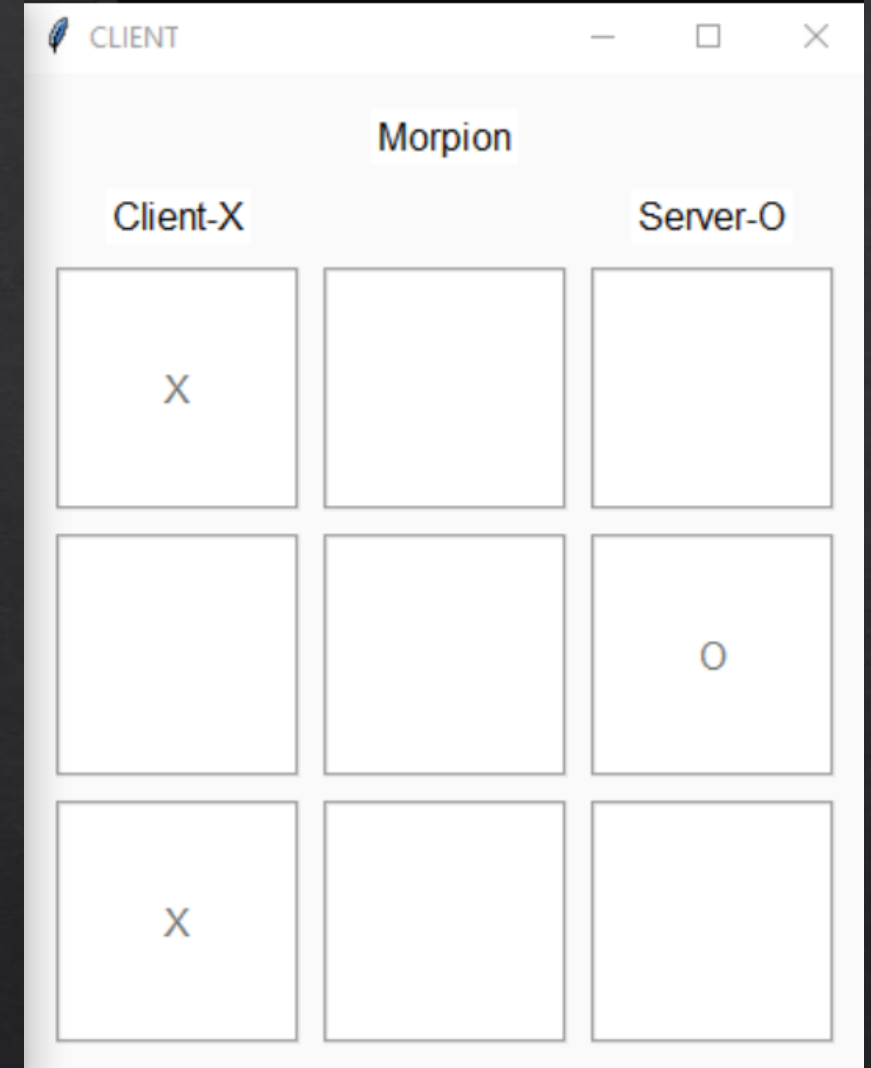 CLIENT
Morpion
Client-X Server-O
X
O
X